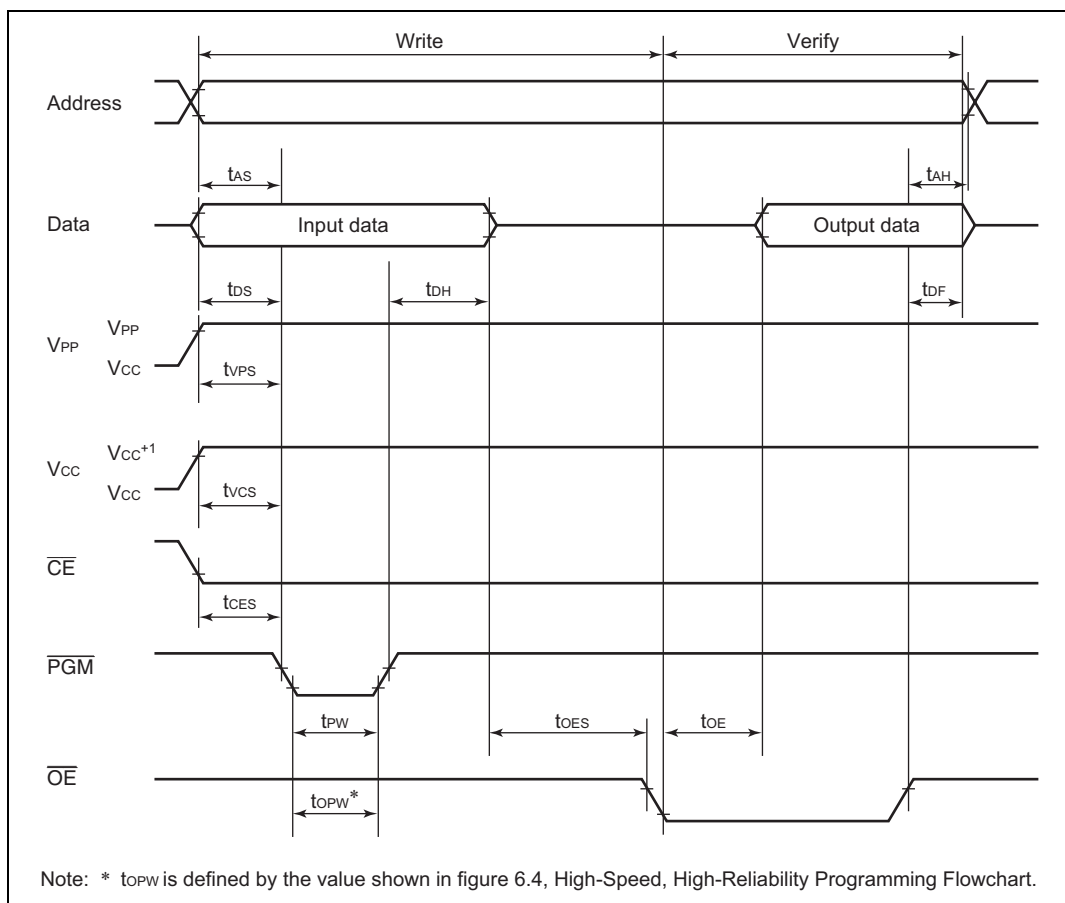 Write Verify
Address
tAS tAH
Data Input data Output data
tDS tDH tDF
VPP VPP
VCC
tVPS
VCC VCC+1
VCC
tVCS
CE
tCES
PGM
tPW tOES tOE
OE
tOPW*
Note: * tOPW is defined by the value shown in figure 6.4, High-Speed, High-Reliability Programming Flowchart.